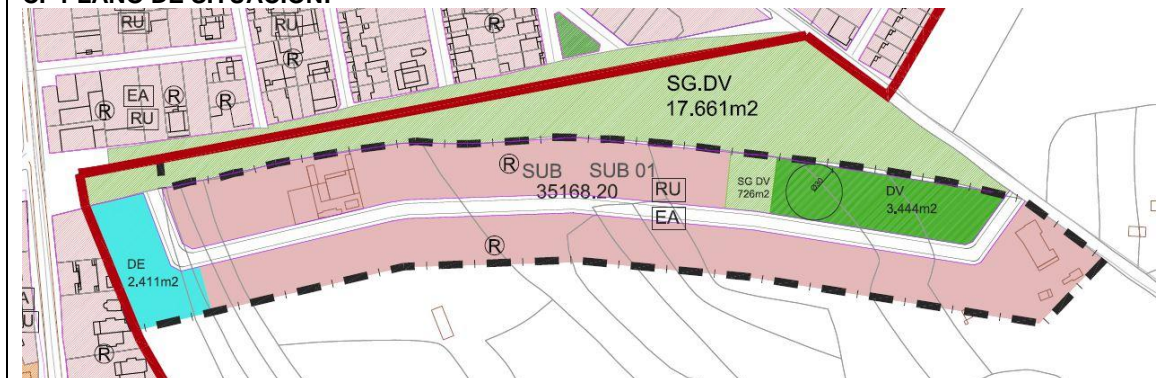 RU
RU
R
R
EA
R
R
R
RU
SG.DV
17.661m2
R
SUB SUB 01
35168.20
RU
EA
SG DV
726m2
Ø30
DV
3.444m2
R
DE
2.411m2
R